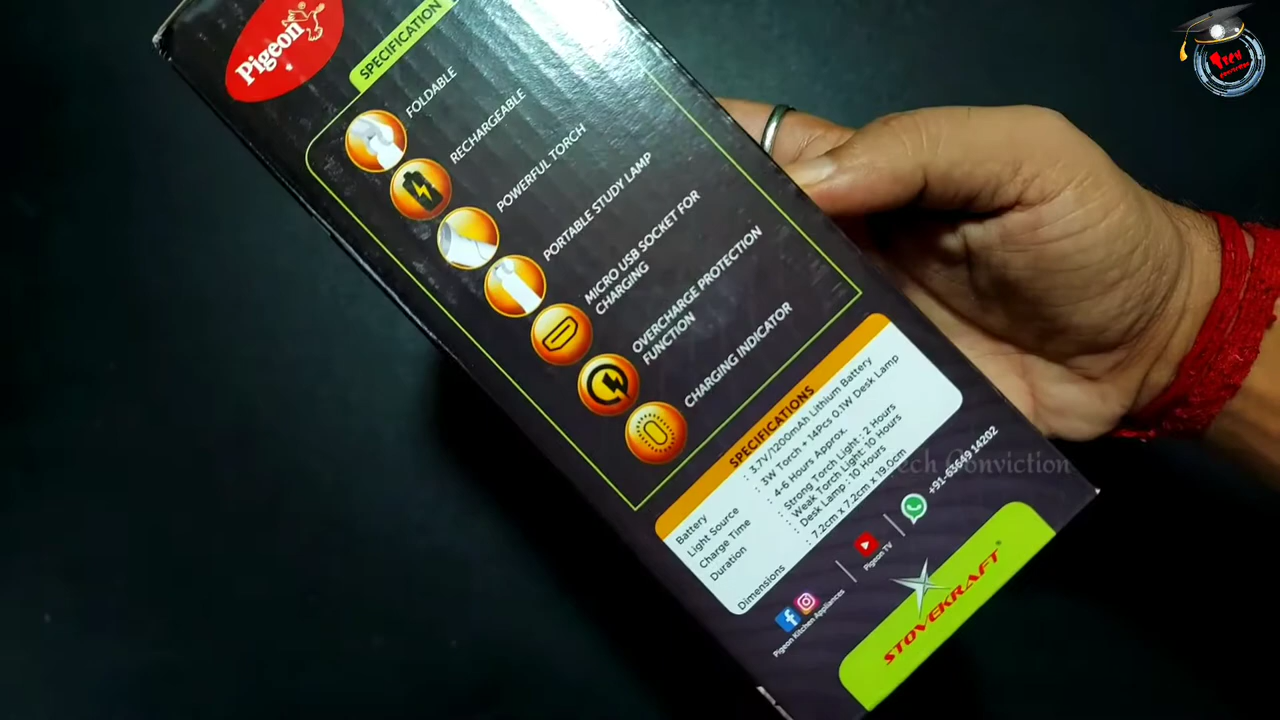 Pigeon
SPECIFICATION
FOLDABLE
RECHARGEABLE
POWERFUL TORCH
PORTABLE STUDY LAMP
MICRO USB SOCKET FOR
CHARGING
OVERCHARGE PROTECTION
FUNCTION
CHARGING INDICATOR
SPECIFICATIONS
Battery : 3.7V/1200mAh Lithium Battery
Light Source : 3W Torch + 14Pcs 0.1W Desk Lamp
Charge Time : 4-6 Hours Approx.
Duration : Strong Torch Light : 2 Hours
: Weak Torch Light: 10 Hours
: Desk Lamp : 10 Hours
Dimensions : 7.2cm x 7.2cm x 19.0cm
Pigeon Kitchen Appliances
Pigeon TV
+91-63649 14202
STOVEKRAFT
ech Conviction